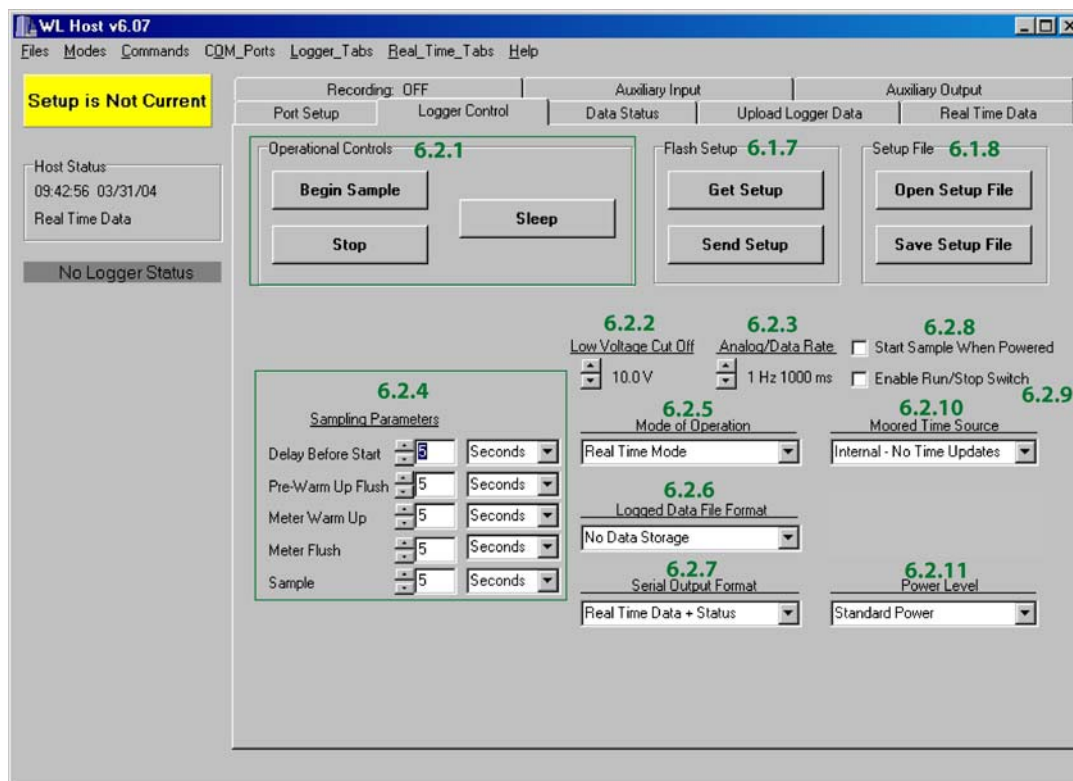 WL Host v6.07
Files Modes Commands COM_Ports Logger_Tabs Real_Time_Tabs Help
Setup is Not Current
Host Status
09:42:56 03/31/04
Real Time Data
No Logger Status
Recording: OFF Auxiliary Input Auxiliary Output
Port Setup Logger Control Data Status Upload Logger Data Real Time Data
Operational Controls 6.2.1
Begin Sample
Sleep
Stop
Flash Setup 6.1.7
Get Setup
Send Setup
Setup File 6.1.8
Open Setup File
Save Setup File
6.2.2
Low Voltage Cut Off
10.0 V
6.2.3
Analog/Data Rate
1 Hz 1000 ms
6.2.8
Start Sample When Powered
Enable Run/Stop Switch
6.2.9
6.2.4
Sampling Parameters
Delay Before Start 5 Seconds
Pre-Warm Up Flush 5 Seconds
Meter Warm Up 5 Seconds
Meter Flush 5 Seconds
Sample 5 Seconds
6.2.5
Mode of Operation
Real Time Mode
6.2.10
Moored Time Source
Internal - No Time Updates
6.2.6
Logged Data File Format
No Data Storage
6.2.7
Serial Output Format
Real Time Data + Status
6.2.11
Power Level
Standard Power